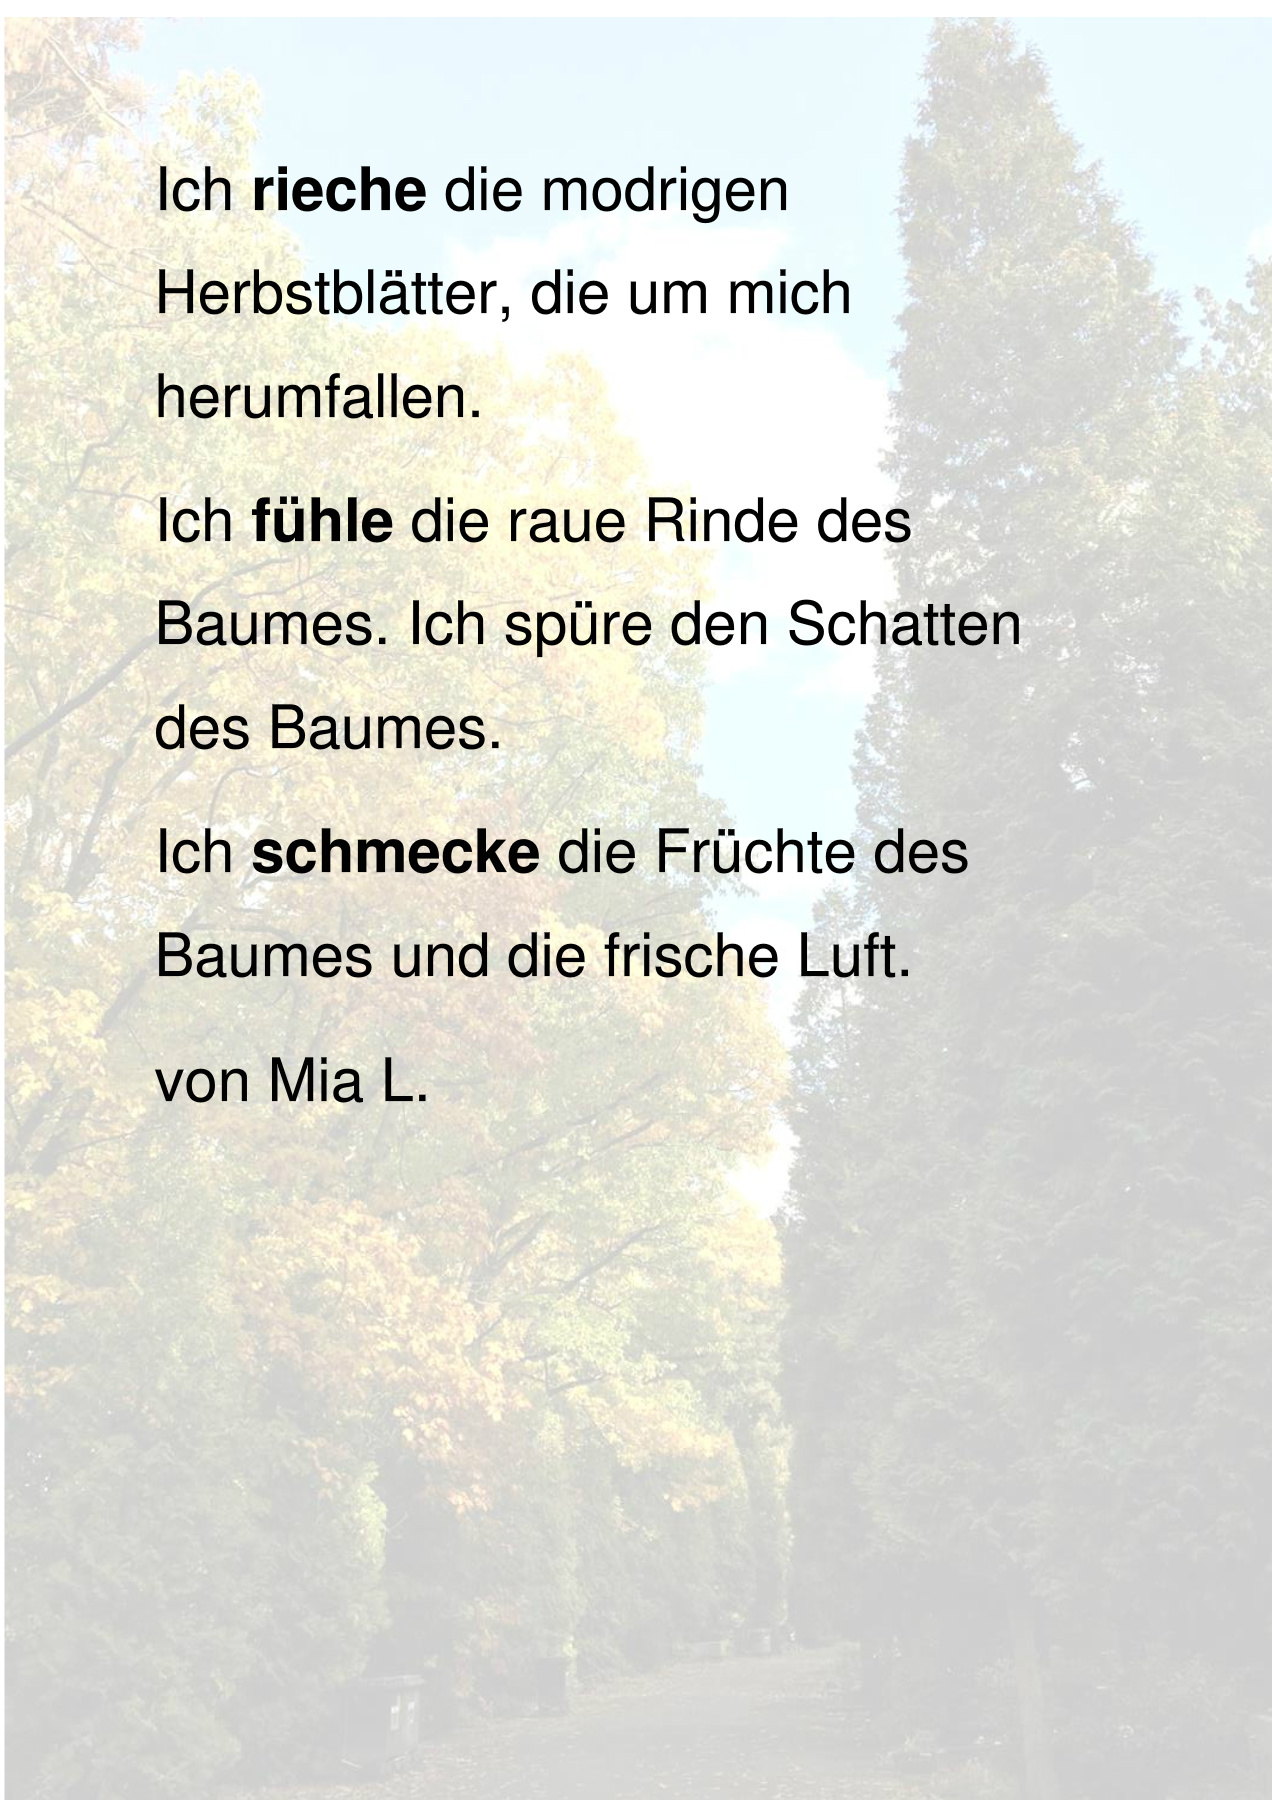 Ich rieche die modrigen
Herbstblätter, die um mich
herumfallen.
Ich fühle die raue Rinde des
Baumes. Ich spüre den Schatten
des Baumes.
Ich schmecke die Früchte des
Baumes und die frische Luft.
von Mia L.